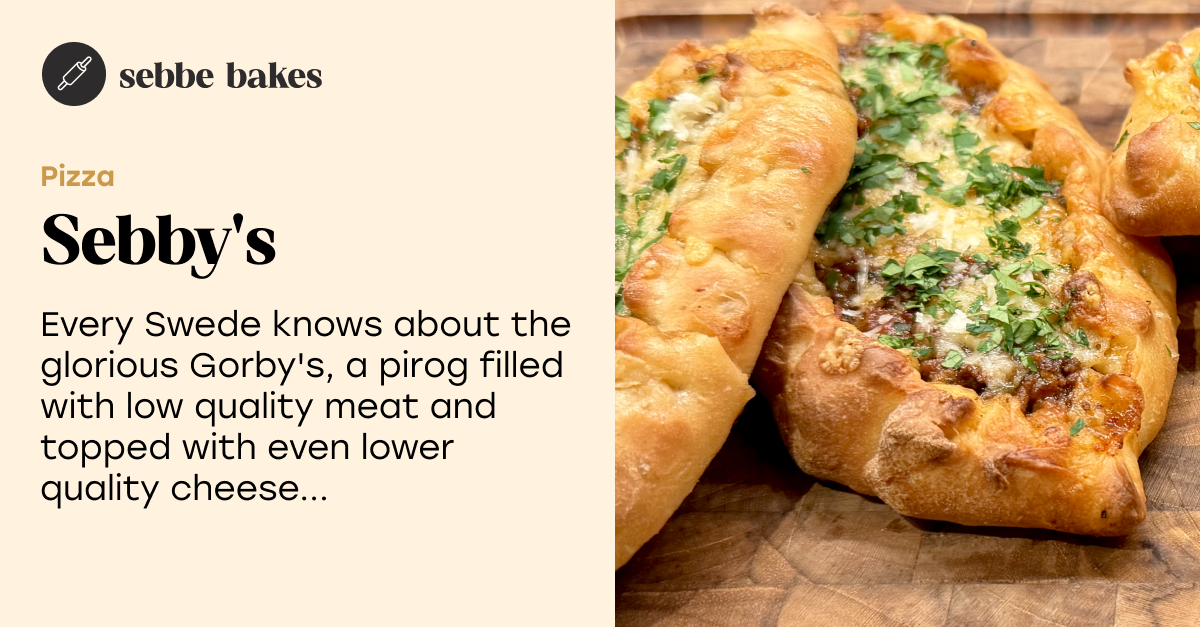 sebbe bakes
Pizza
Sebby's
Every Swede knows about the
glorious Gorby's, a pirog filled
with low quality meat and
topped with even lower
quality cheese...